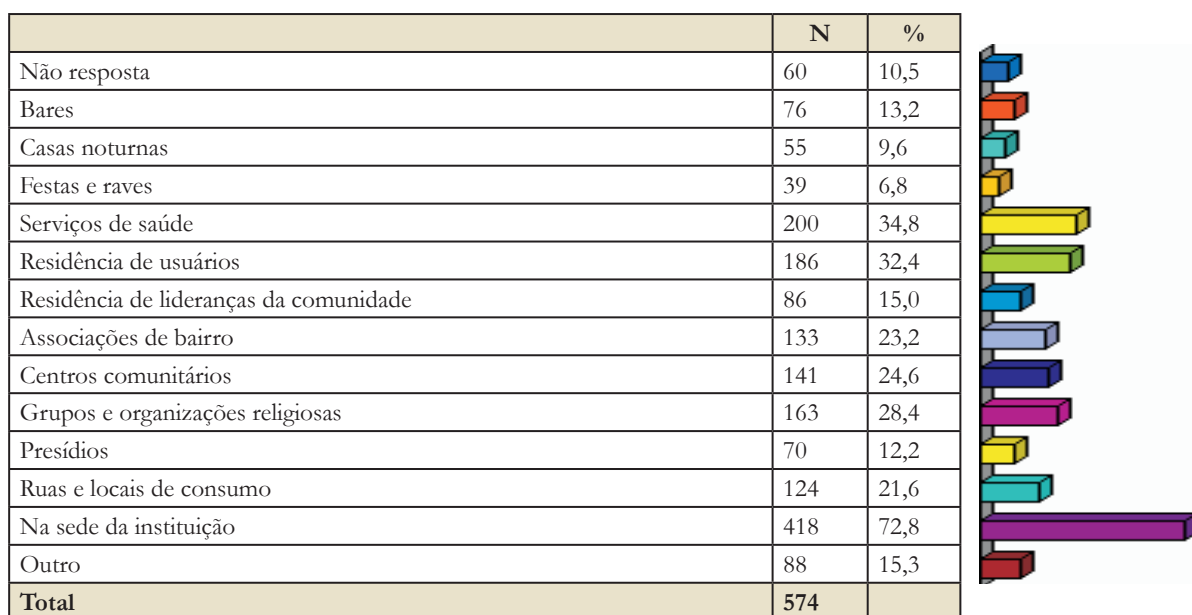 N %
Não resposta 60 10,5
Bares 76 13,2
Casas noturnas 55 9,6
Festas e raves 39 6,8
Serviços de saúde 200 34,8
Residência de usuários 186 32,4
Residência de lideranças da comunidade 86 15,0
Associações de bairro 133 23,2
Centros comunitários 141 24,6
Grupos e organizações religiosas 163 28,4
Presídios 70 12,2
Ruas e locais de consumo 124 21,6
Na sede da instituição 418 72,8
Outro 88 15,3
Total 574